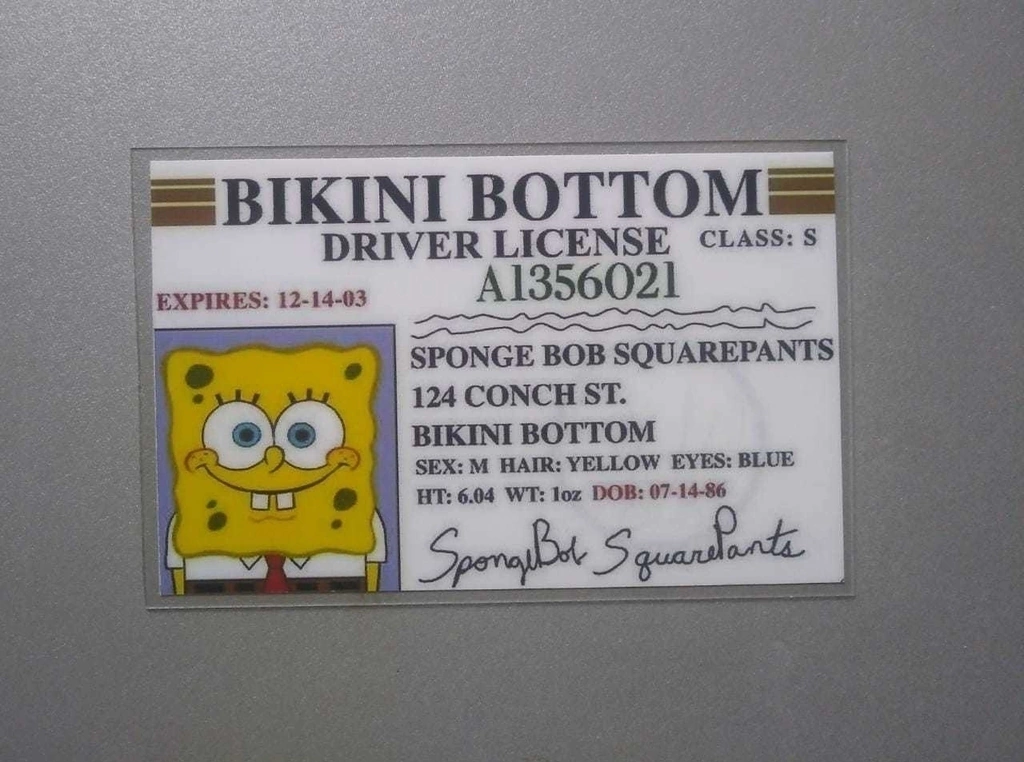 BIKINI BOTTOM
DRIVER LICENSE CLASS: S
A1356021
EXPIRES: 12-14-03
SPONGE BOB SQUAREPANTS
124 CONCH ST.
BIKINI BOTTOM
SEX: M HAIR: YELLOW EYES: BLUE
HT: 6.04 WT: 1oz DOB: 07-14-86
SpongeBob SquarePants